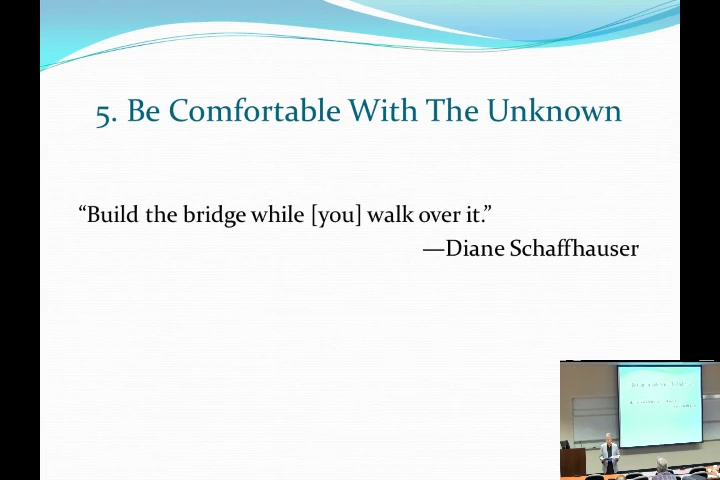 5. Be Comfortable With The Unknown
“Build the bridge while [you] walk over it.”
—Diane Schaffhauser